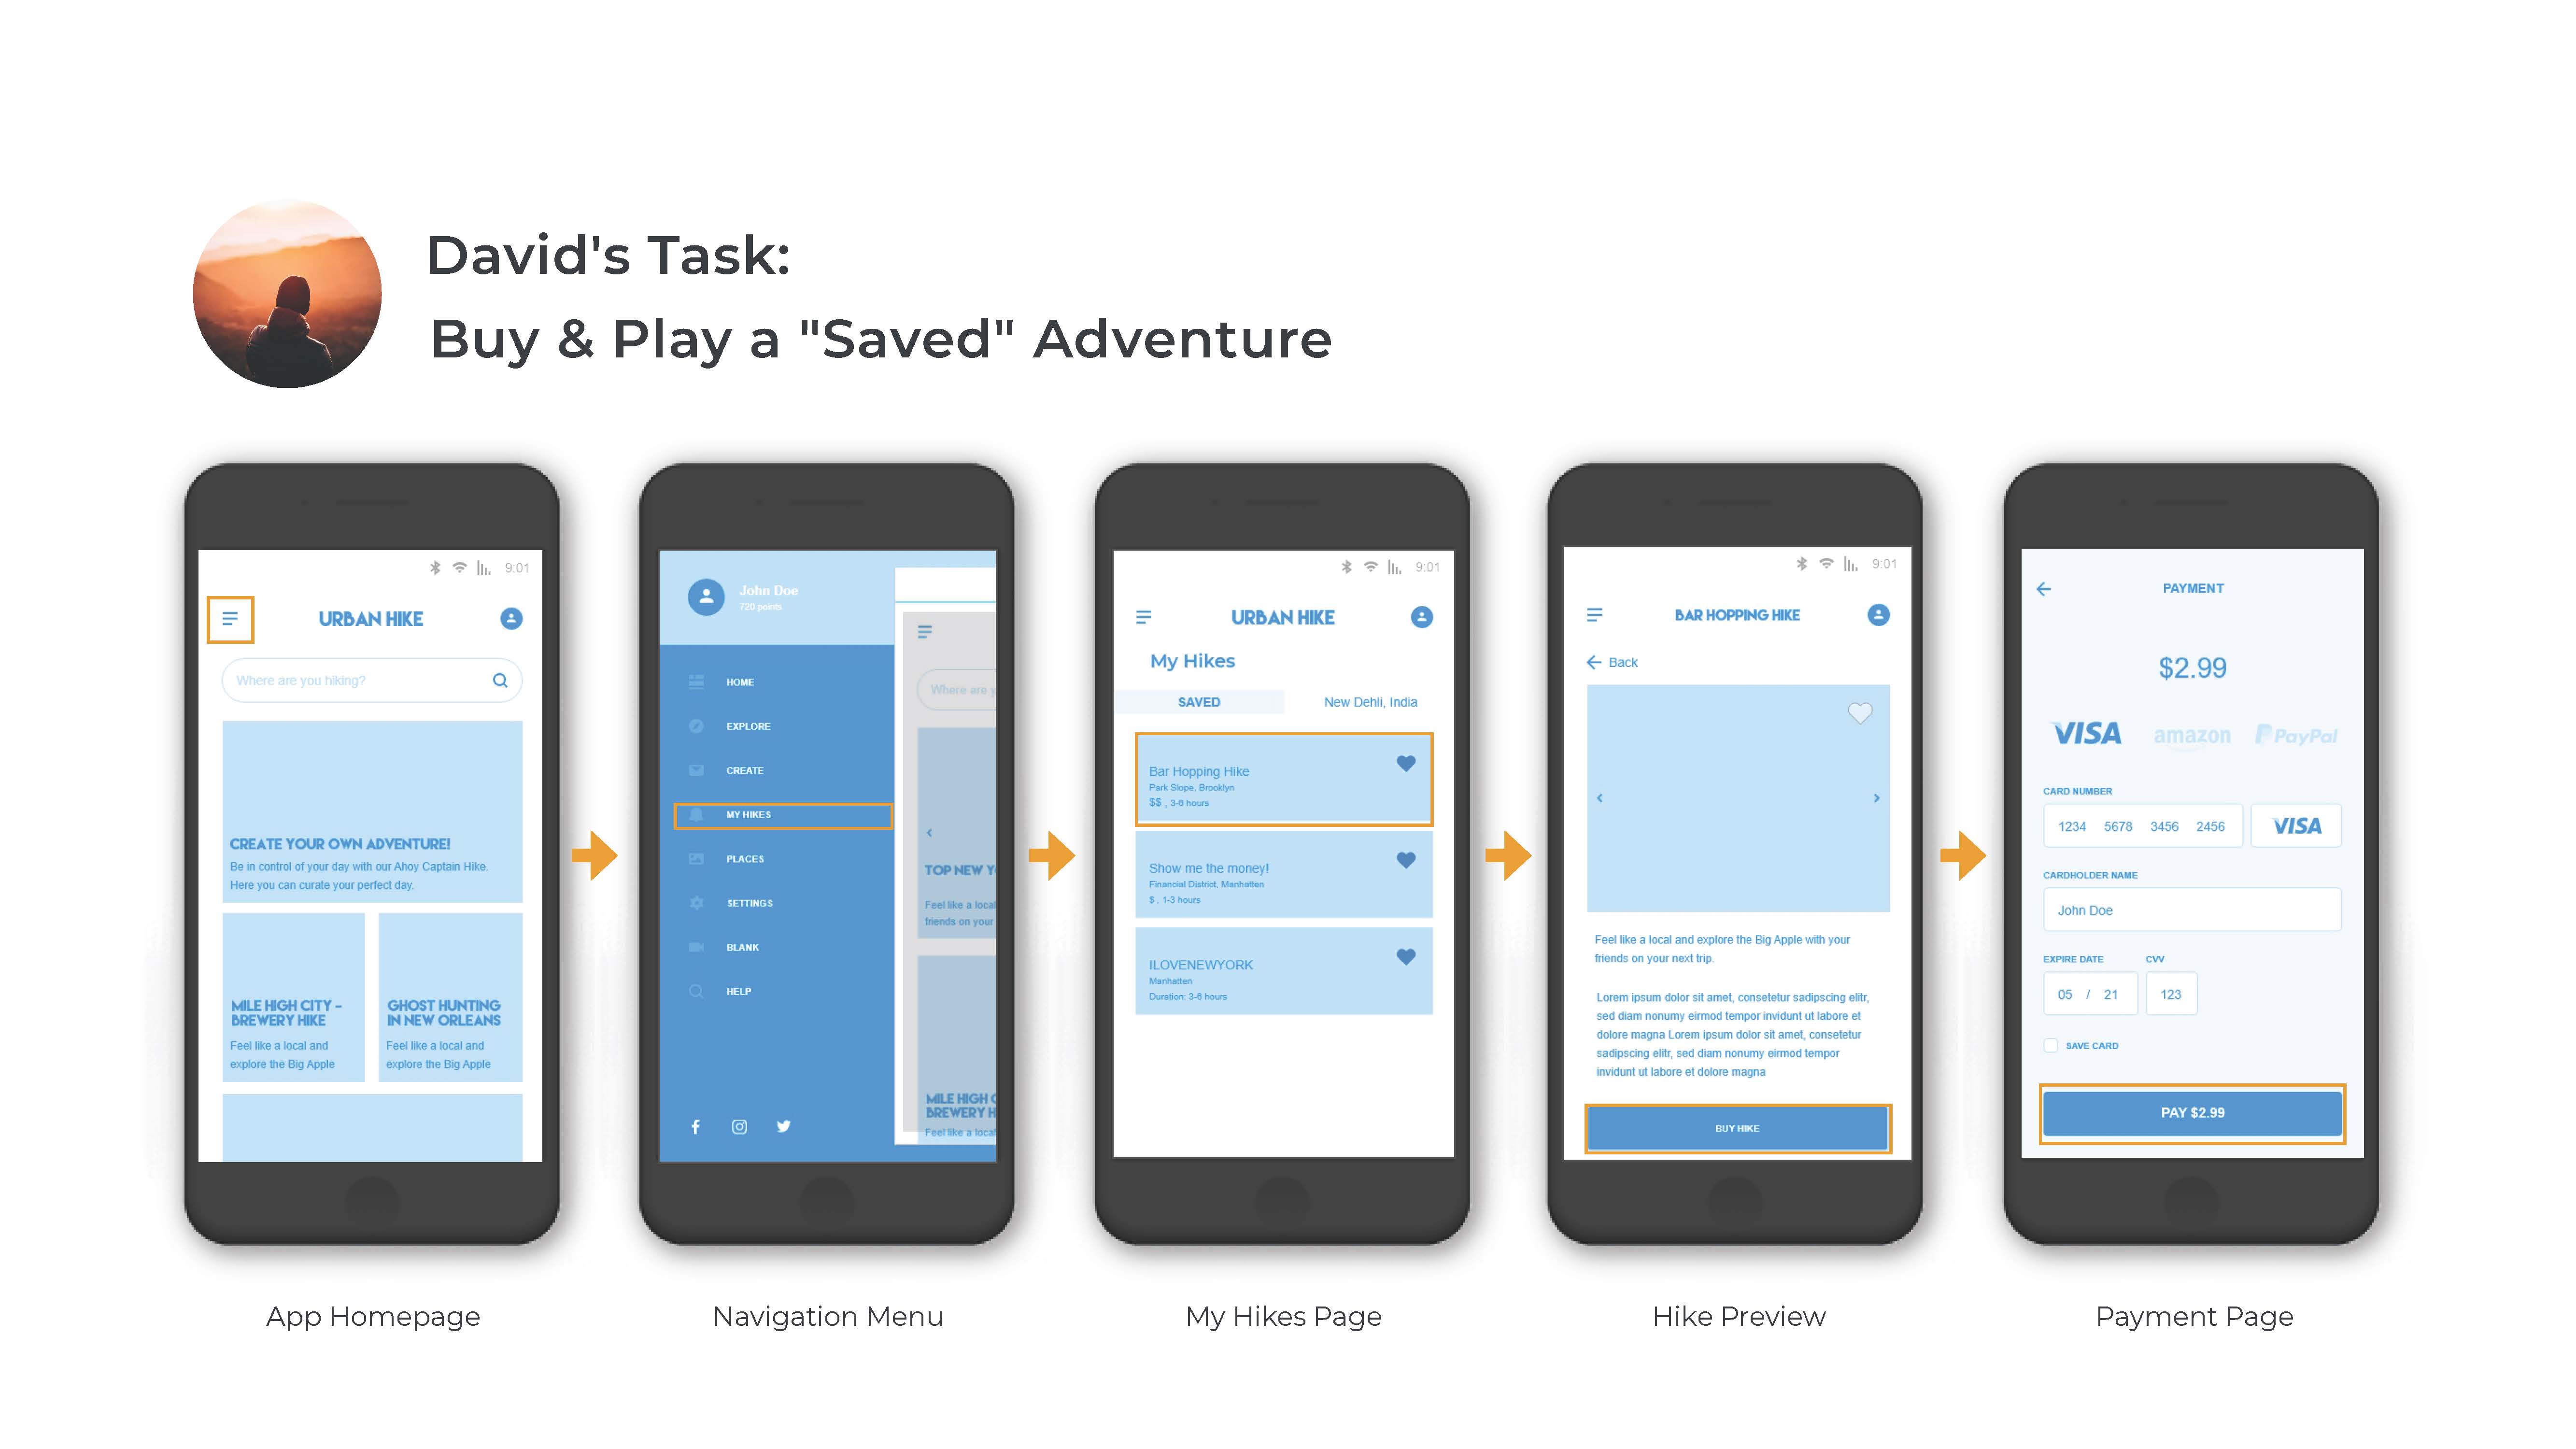 David's Task:
Buy & Play a "Saved" Adventure
9:01
URBAN HIKE
Where are you hiking?
CREATE YOUR OWN ADVENTURE!
Be in control of your day with our Ahoy Captain Hike.
Here you can curate your perfect day.
MILE HIGH CITY -
BREWERY HIKE
Feel like a local and
explore the Big Apple
GHOST HUNTING
IN NEW ORLEANS
Feel like a local and
explore the Big Apple
App Homepage
John Doe
720 points
HOME
EXPLORE
CREATE
MY HIKES
PLACES
SETTINGS
BLANK
HELP
Where are y
TOP NEW Y
Feel like a local
friends on your
MILE HIGH C
BREWERY H
Feel like a local
Navigation Menu
9:01
URBAN HIKE
My Hikes
SAVED
New Dehli, India
Bar Hopping Hike
Park Slope, Brooklyn
$$ , 3-6 hours
Show me the money!
Financial District, Manhatten
$ , 1-3 hours
ILOVENEWYORK
Manhatten
Duration: 3-6 hours
My Hikes Page
9:01
BAR HOPPING HIKE
Back
Feel like a local and explore the Big Apple with your
friends on your next trip.
Lorem ipsum dolor sit amet, consetetur sadipscing elitr,
sed diam nonumy eirmod tempor invidunt ut labore et
dolore magna Lorem ipsum dolor sit amet, consetetur
sadipscing elitr, sed diam nonumy eirmod tempor
invidunt ut labore et dolore magna
BUY HIKE
Hike Preview
PAYMENT
$2.99
VISA amazon PayPal
CARD NUMBER
1234 5678 3456 2456 VISA
CARDHOLDER NAME
John Doe
EXPIRE DATE CVV
05 / 21 123
SAVE CARD
PAY $2.99
Payment Page